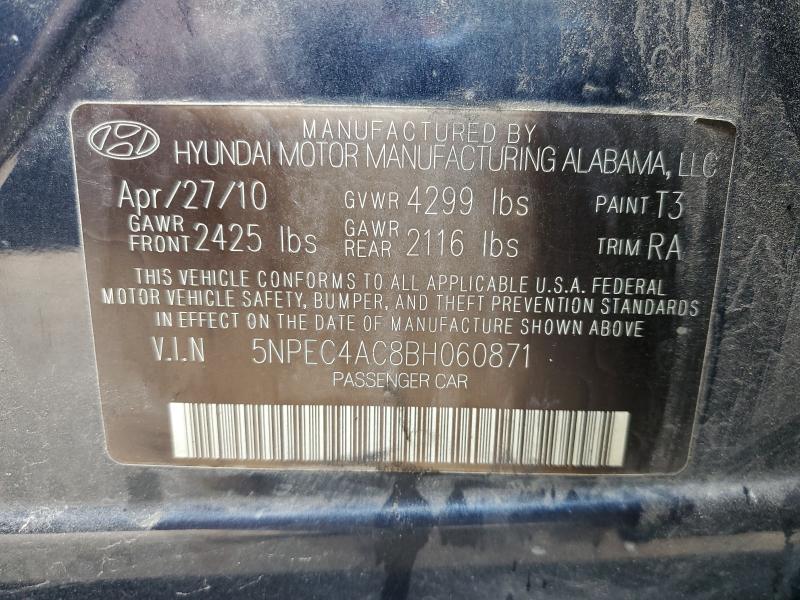 MANUFACTURED BY
HYUNDAI MOTOR MANUFACTURING ALABAMA, LLC
Apr/27/10 GVWR 4299 lbs PAINT T3
GAWR FRONT 2425 lbs GAWR REAR 2116 lbs TRIM RA
THIS VEHICLE CONFORMS TO ALL APPLICABLE U.S.A. FEDERAL
MOTOR VEHICLE SAFETY, BUMPER, AND THEFT PREVENTION STANDARDS
IN EFFECT ON THE DATE OF MANUFACTURE SHOWN ABOVE
V.I.N 5NPEC4AC8BH060871
PASSENGER CAR